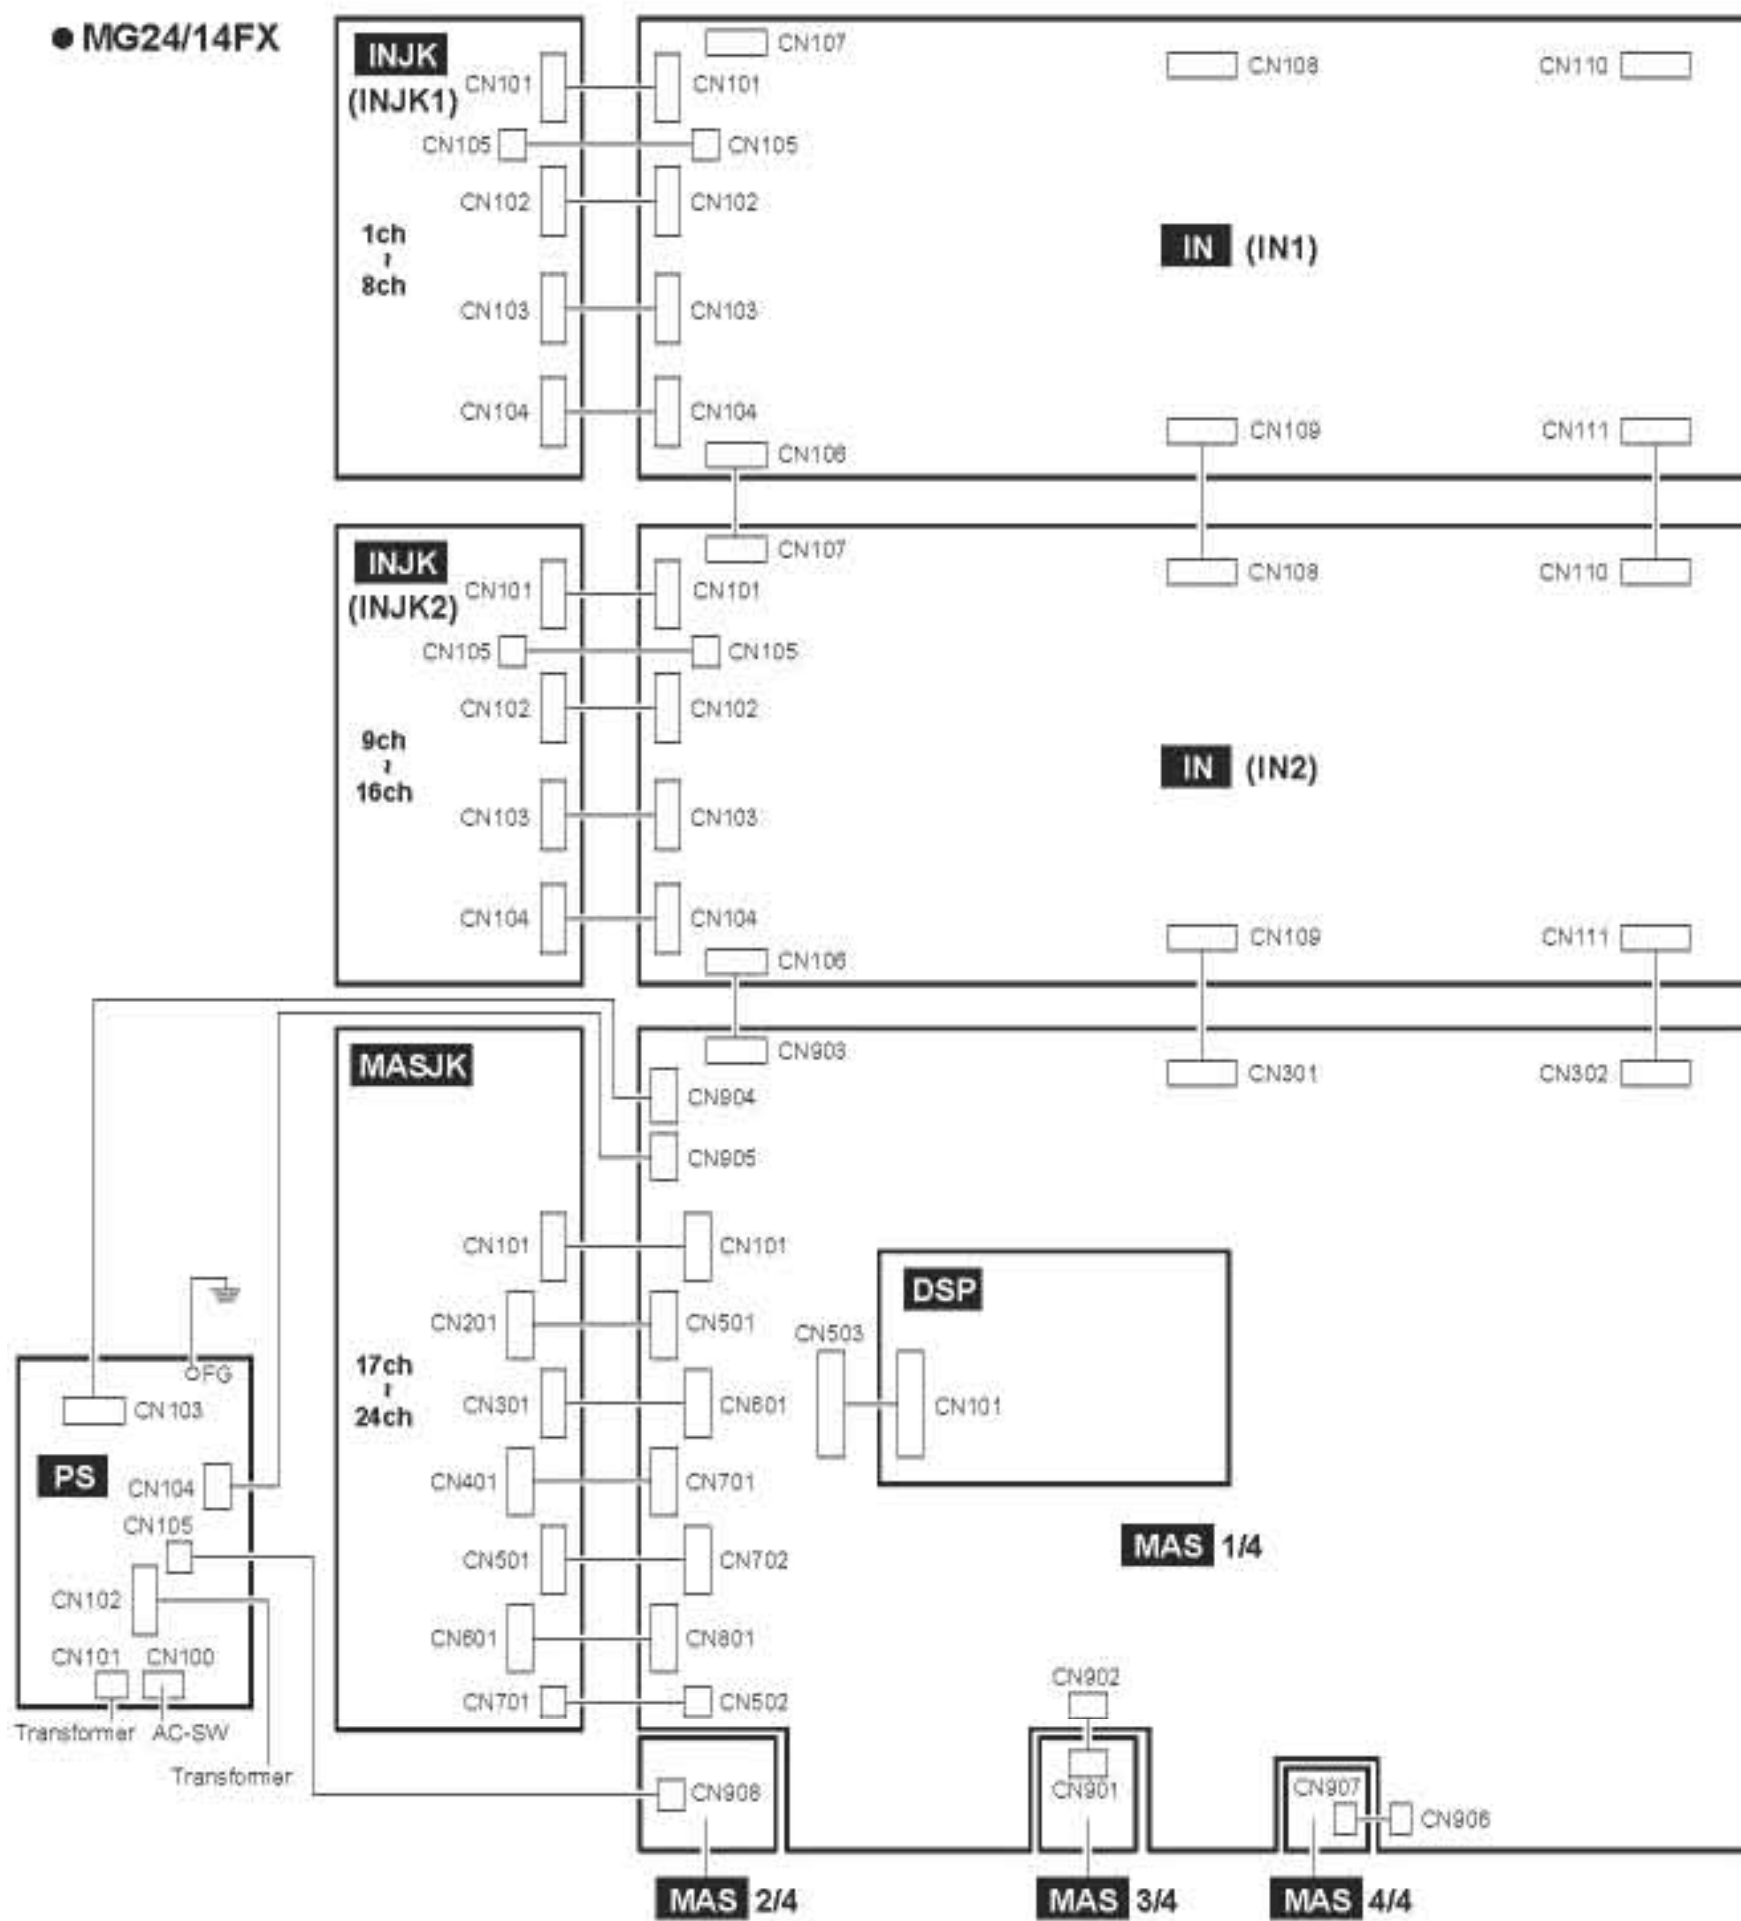 ● MG24/14FX
INJK
(INJK1)
1ch
~
8ch
CN101
CN105
CN102
CN103
CN104
CN107
CN101
CN105
CN102
CN103
CN104
CN106
CN108
CN110
IN (IN1)
CN109
CN111
INJK
(INJK2)
9ch
~
16ch
CN101
CN105
CN102
CN103
CN104
CN107
CN101
CN105
CN102
CN103
CN104
CN106
CN108
CN110
IN (IN2)
CN109
CN111
MASJK
17ch
~
24ch
CN101
CN201
CN301
CN401
CN501
CN601
CN701
CN903
CN904
CN905
CN101
CN501
CN601
CN701
CN702
CN801
CN502
CN301
CN302
DSP
CN503
CN101
MAS 1/4
FG
CN103
PS
CN104
CN105
CN102
CN101
CN100
Transformer
AC-SW
Transformer
CN908
MAS 2/4
CN902
CN901
MAS 3/4
CN907
CN906
MAS 4/4